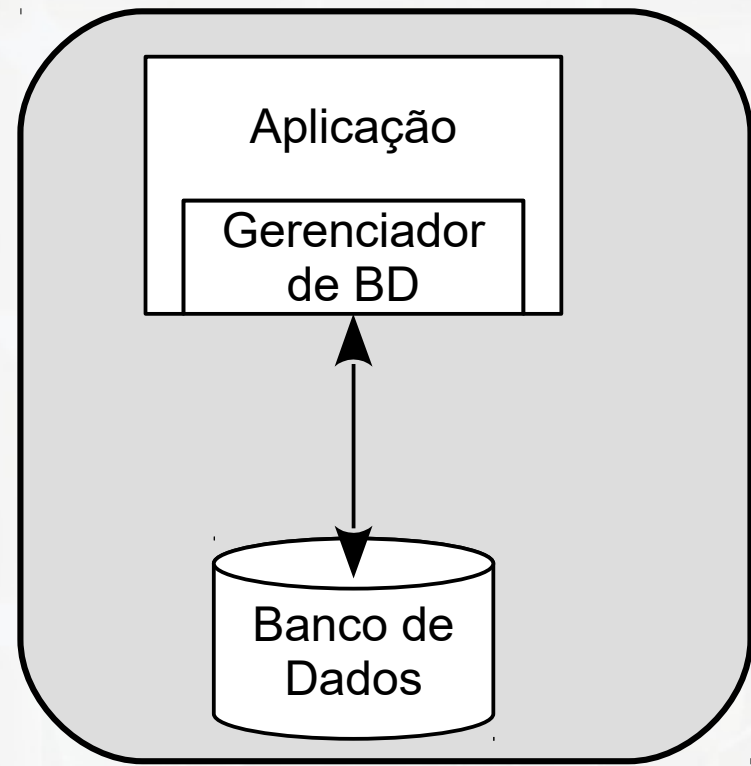 Aplicação
Gerenciador
de BD
Banco de
Dados